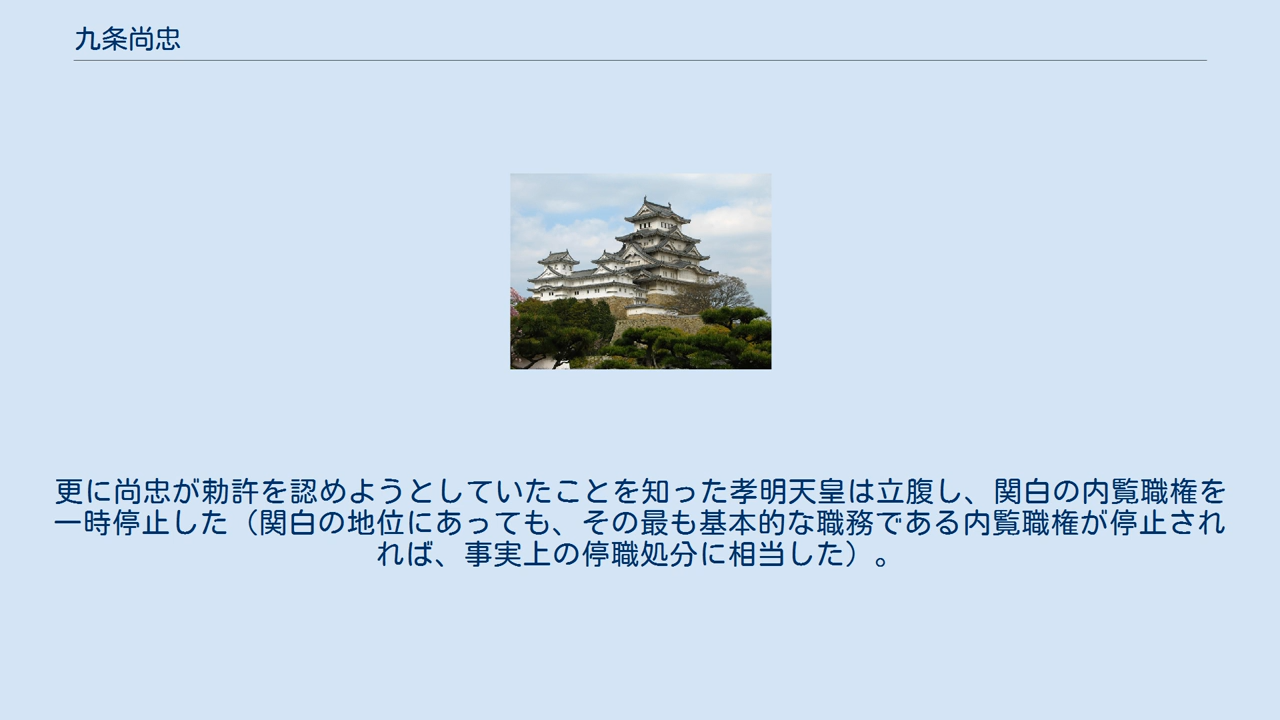 九条尚忠
更に尚忠が勅許を認めようとしていたことを知った孝明天皇は立腹し、関白の内覧職権を
一時停止した（関白の地位にあっても、その最も基本的な職務である内覧職権が停止され
れば、事実上の停職処分に相当した）。